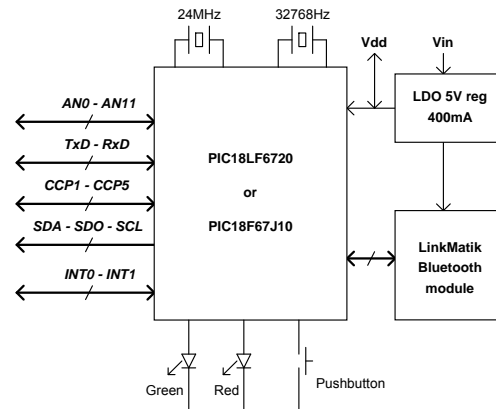 24MHz
32768Hz
Vdd
Vin
AN0 - AN11
TxD - RxD
CCP1 - CCP5
SDA - SDO - SCL
INT0 - INT1
PIC18LF6720
or
PIC18F67J10
LDO 5V reg
400mA
LinkMatik
Bluetooth
module
Green
Red
Pushbutton